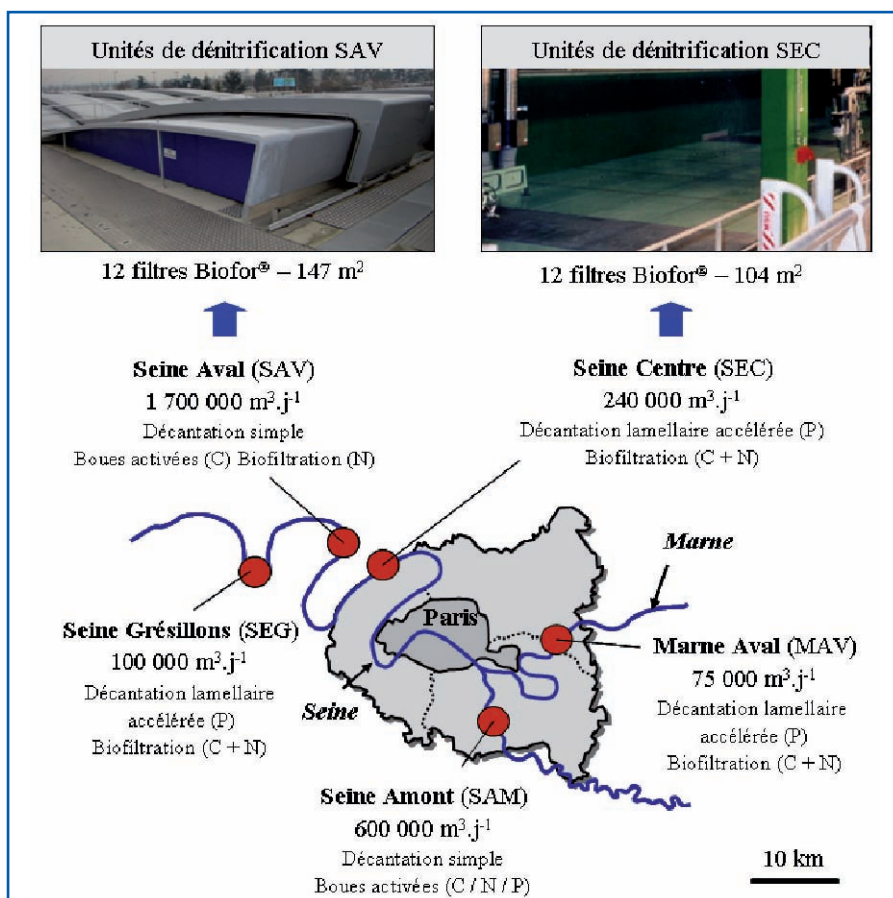 Unités de dénitrification SAV
Unités de dénitrification SEC
12 filtres Biofor® – 147 m²
12 filtres Biofor® – 104 m²
Seine Aval (SAV)
1 700 000 m³.j⁻¹
Décantation simple
Boues activées (C) Biofiltration (N)
Seine Centre (SEC)
240 000 m³.j⁻¹
Décantation lamellaire accélérée (P)
Biofiltration (C + N)
Marne
Paris
Seine Grésillons (SEG)
100 000 m³.j⁻¹
Décantation lamellaire
accélérée (P)
Biofiltration (C + N)
Seine
Marne Aval (MAV)
75 000 m³.j⁻¹
Décantation lamellaire
accélérée (P)
Biofiltration (C + N)
Seine Amont (SAM)
600 000 m³.j⁻¹
Décantation simple
Boues activées (C / N / P)
10 km